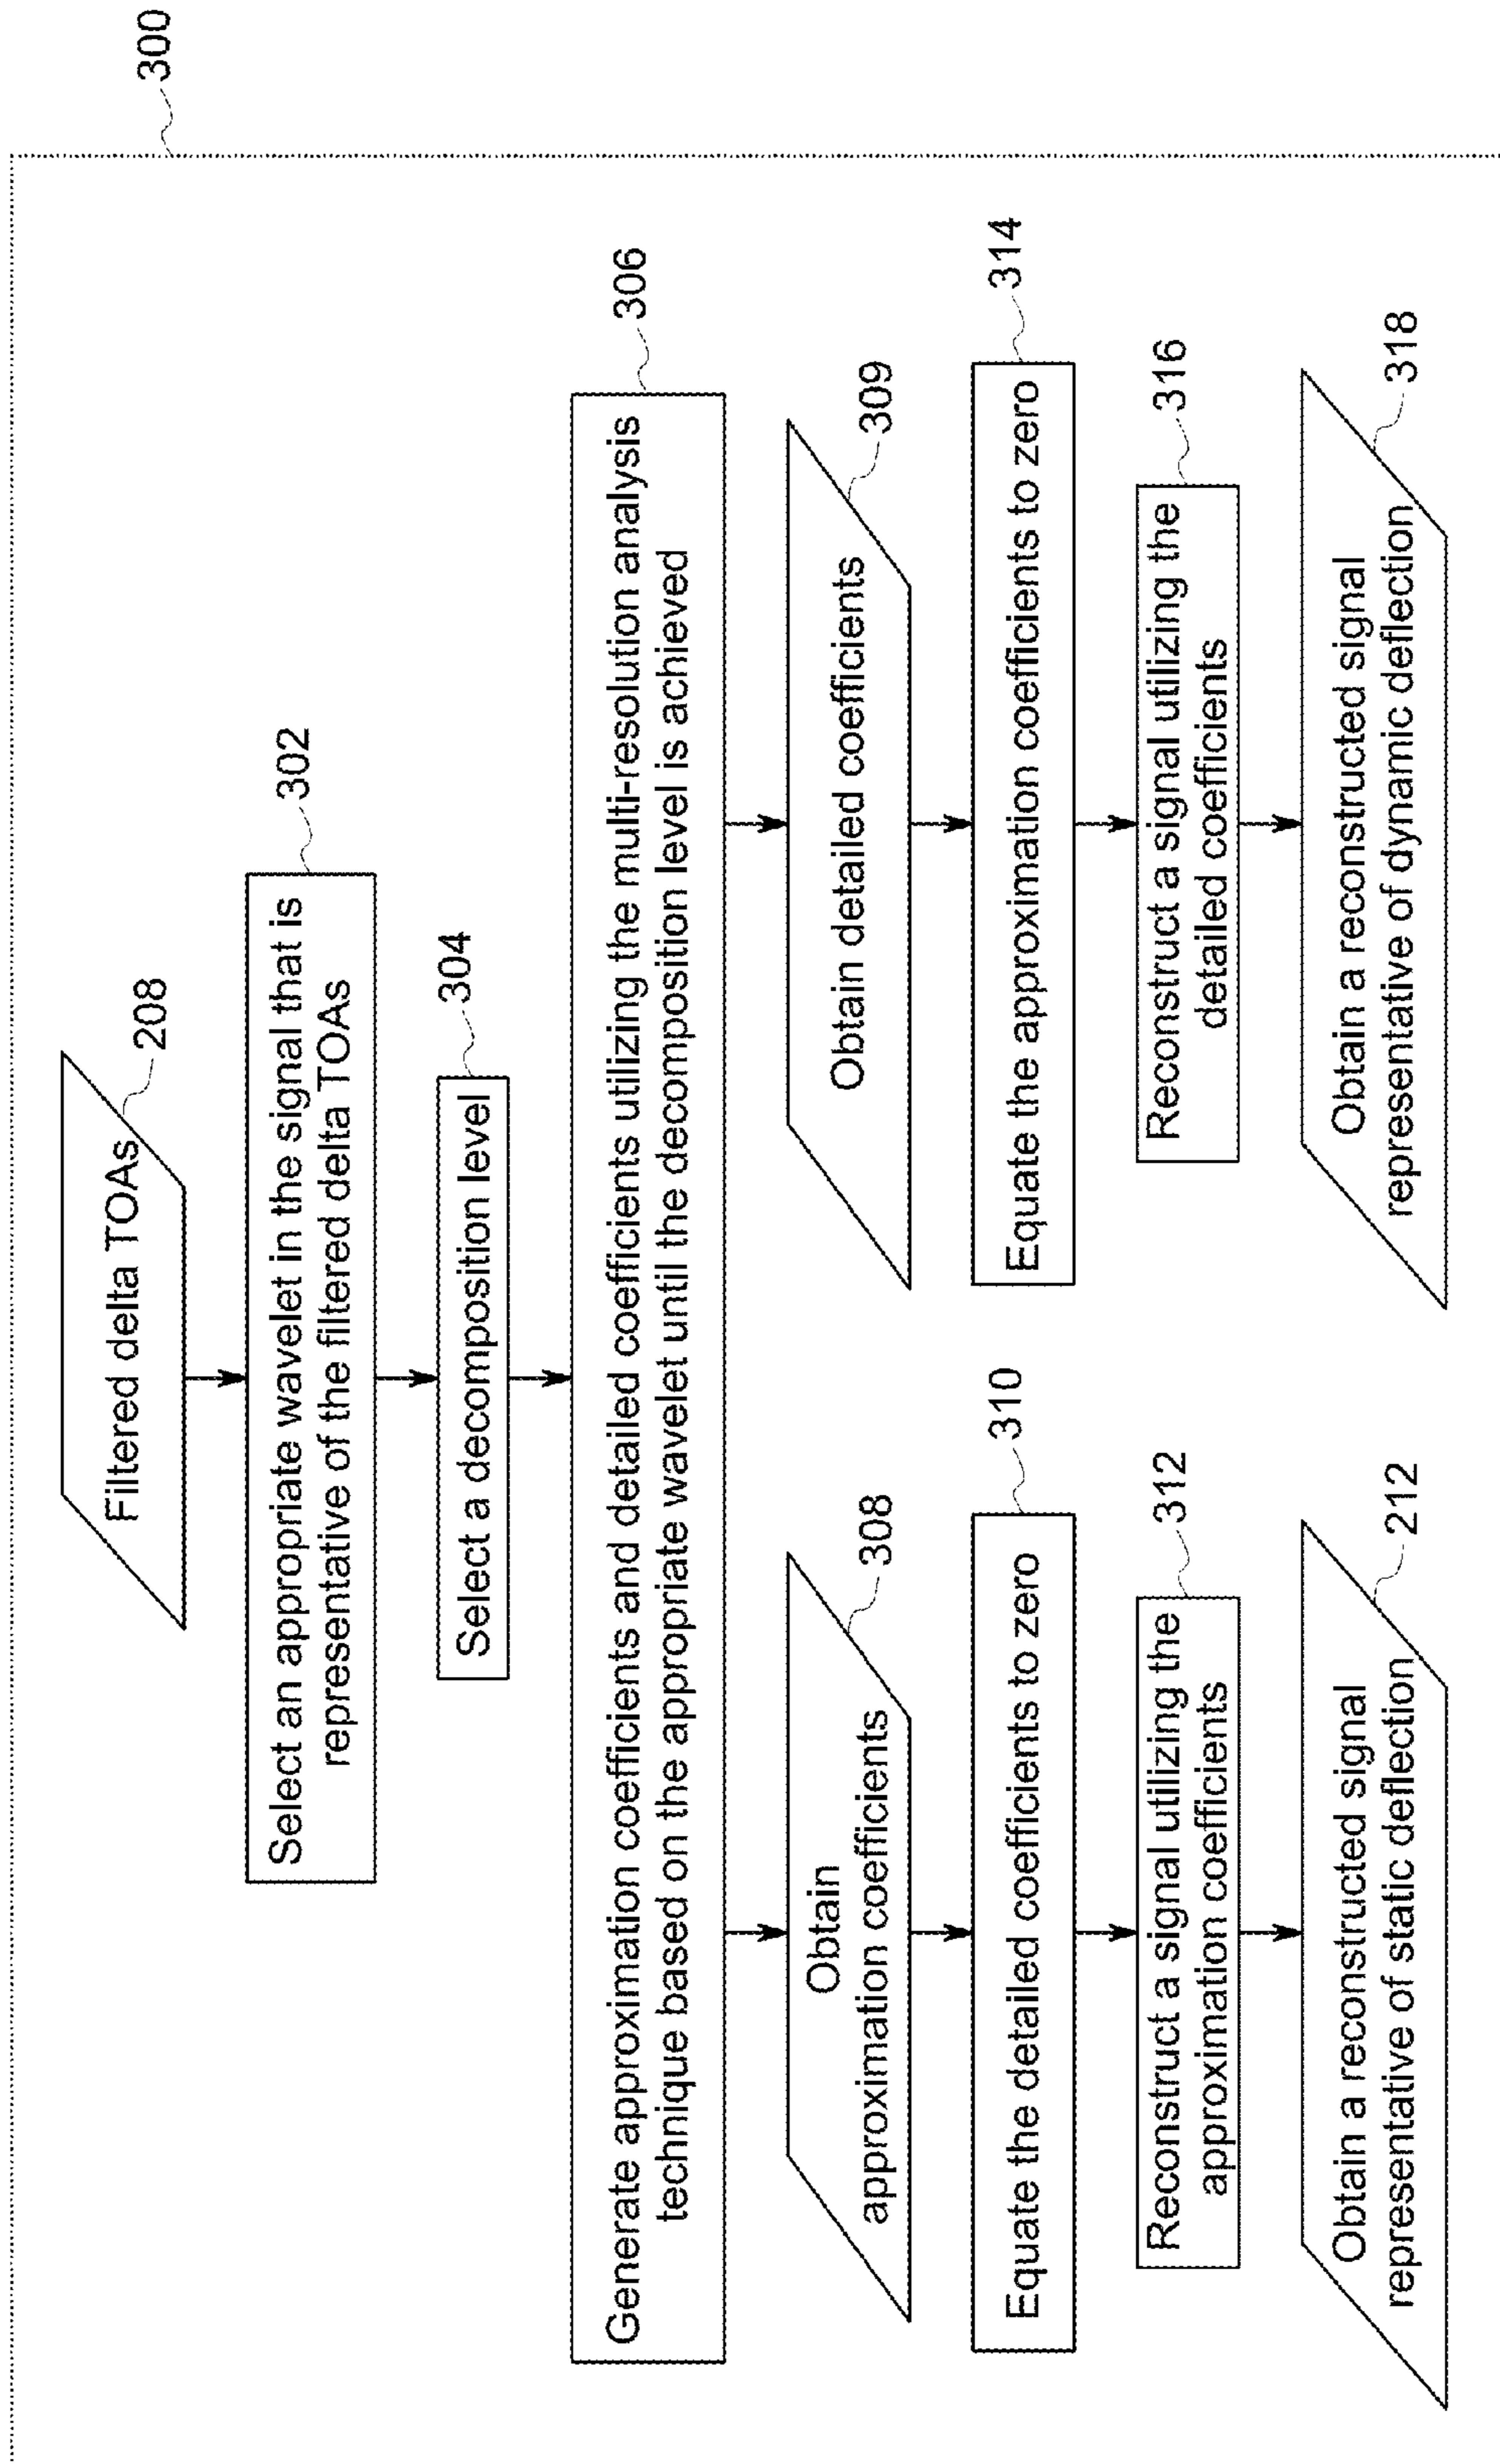 300
Filtered delta TOAs
208
Select an appropriate wavelet in the signal that is
representative of the filtered delta TOAs
302
Select a decomposition level
304
Generate approximation coefficients and detailed coefficients utilizing the multi-resolution analysis
technique based on the appropriate wavelet until the decomposition level is achieved
306
Obtain
approximation coefficients
308
Equate the detailed coefficients to zero
310
Reconstruct a signal utilizing the
approximation coefficients
312
Obtain a reconstructed signal
representative of static deflection
212
Obtain detailed coefficients
309
Equate the approximation coefficients to zero
314
Reconstruct a signal utilizing the
detailed coefficients
316
Obtain a reconstructed signal
representative of dynamic deflection
318